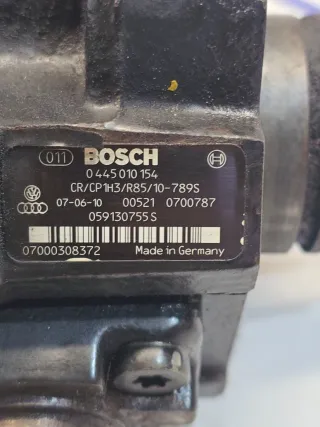 011 BOSCH
0 445 010 154
CR/CP1H3/R85/10-789S
07-06-10 00521 0700787
059130755 S
07000308372 Made in Germany